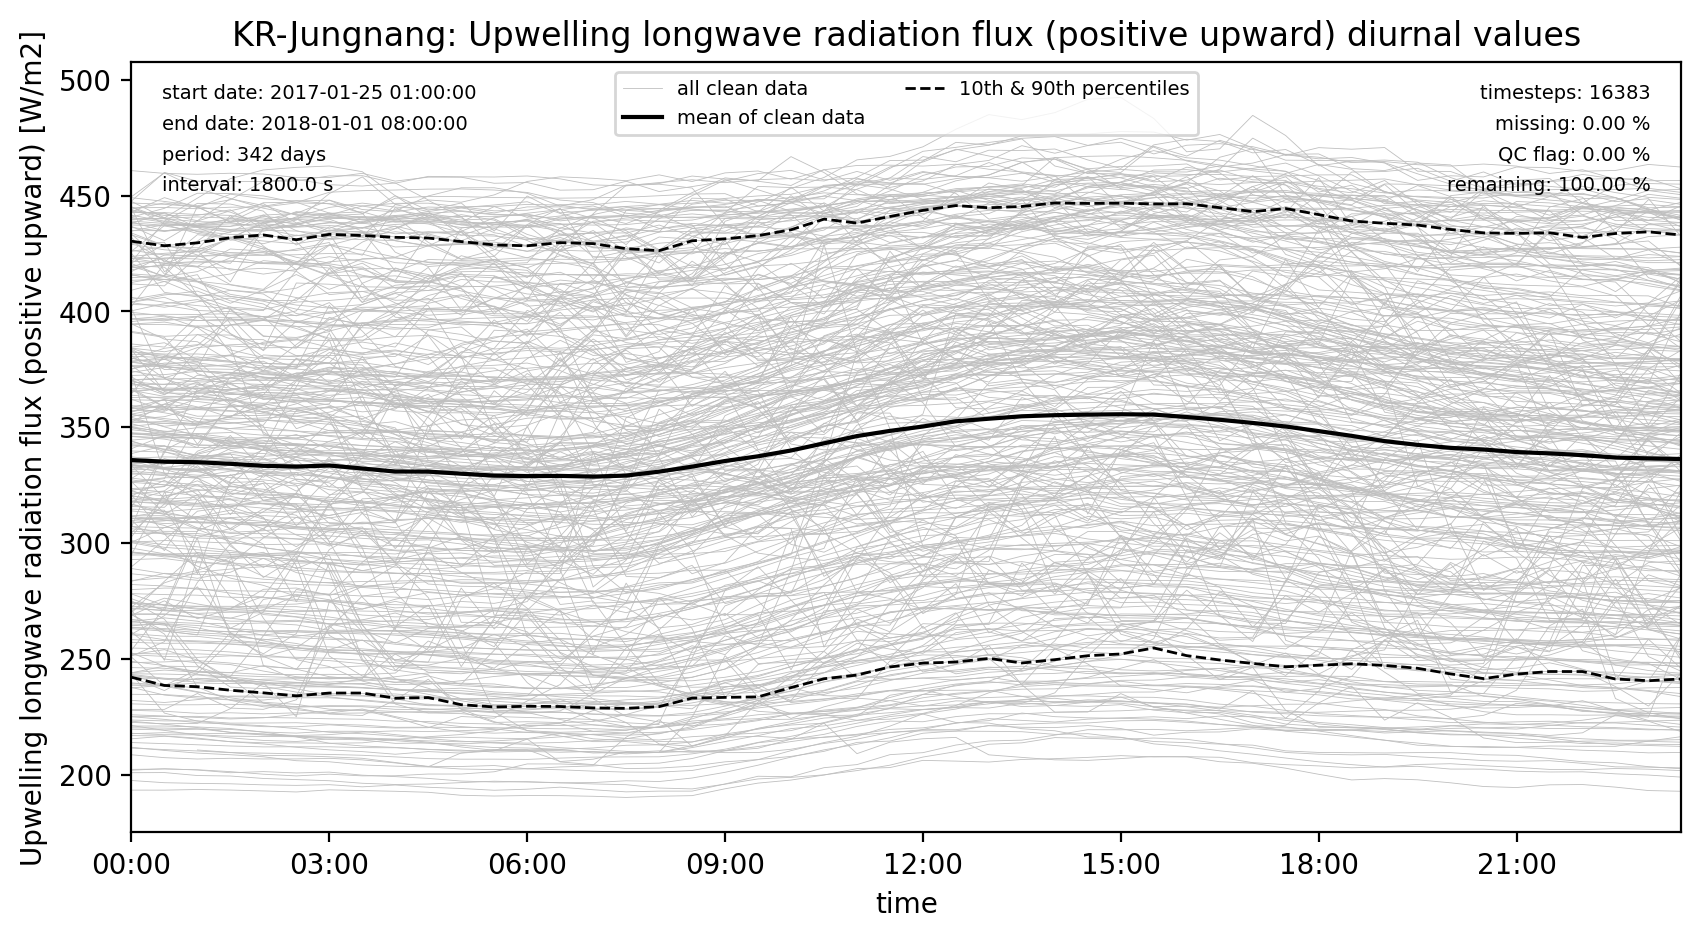 KR-Jungnang: Upwelling longwave radiation flux (positive upward) diurnal values
Upwelling longwave radiation flux (positive upward) [W/m2]
500
450
400
350
300
250
200
start date: 2017-01-25 01:00:00
end date: 2018-01-01 08:00:00
period: 342 days
interval: 1800.0 s
all clean data
mean of clean data
10th & 90th percentiles
timesteps: 16383
missing: 0.00 %
QC flag: 0.00 %
remaining: 100.00 %
00:00 03:00 06:00 09:00 12:00 15:00 18:00 21:00
time